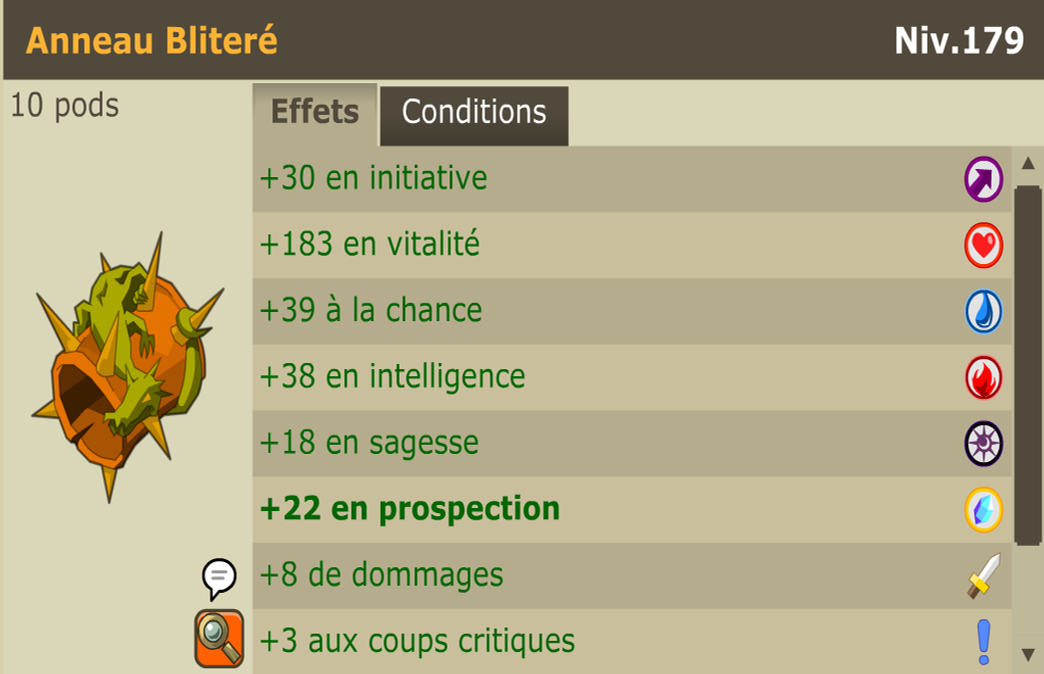 Anneau Bliteré
Niv.179
10 pods
Effets
Conditions
+30 en initiative
+183 en vitalité
+39 à la chance
+38 en intelligence
+18 en sagesse
+22 en prospection
+8 de dommages
+3 aux coups critiques